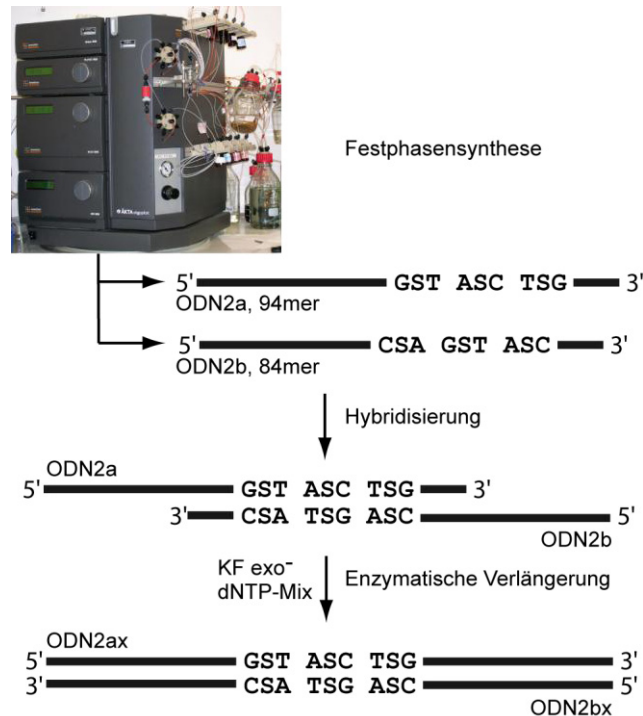 Festphasensynthese
5' GST ASC TSG 3'
ODN2a, 94mer
5' CSA GST ASC 3'
ODN2b, 84mer
Hybridisierung
ODN2a
5' GST ASC TSG 3'
3' CSA TSG ASC 5'
ODN2b
KF exo⁻
dNTP-Mix
Enzymatische Verlängerung
ODN2ax
5' GST ASC TSG 3'
3' CSA TSG ASC 5'
ODN2bx